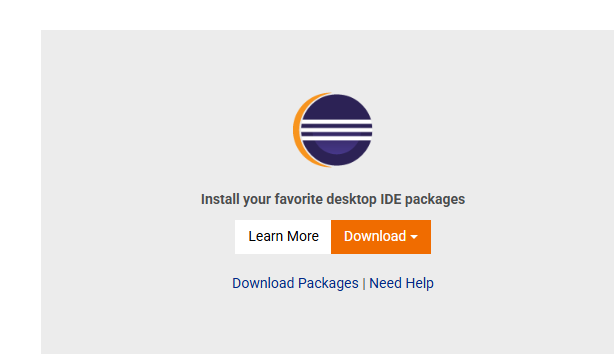 Install your favorite desktop IDE packages
Learn More Download
Download Packages | Need Help